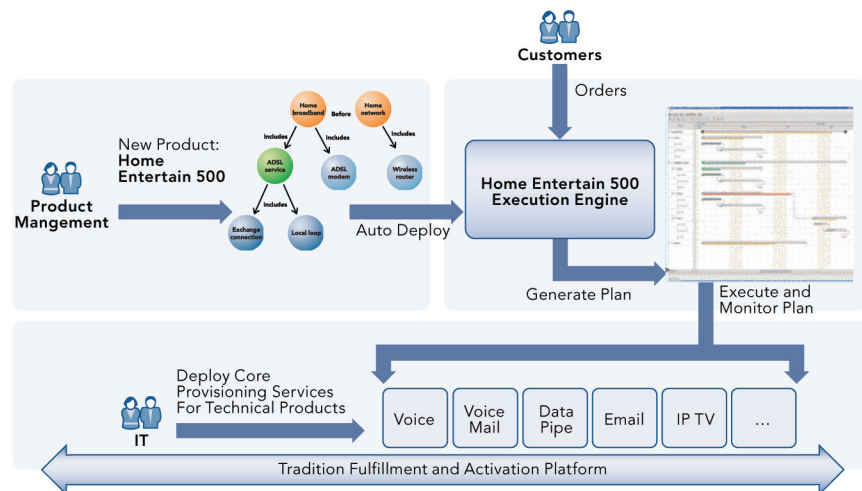 Customers
Orders
New Product:
Home
Entertain 500
Product
Mangement
Home
broadband
Before
Home
network
Includes
Includes
Includes
ADSL
service
ADSL
modem
Wireless
router
Includes
Exchange
connection
Local loop
Auto Deploy
Home Entertain 500
Execution Engine
Generate Plan
Execute and
Monitor Plan
Deploy Core
Provisioning Services
For Technical Products
IT
Voice
Voice
Mail
Data
Pipe
Email
IP TV
...
Tradition Fulfillment and Activation Platform